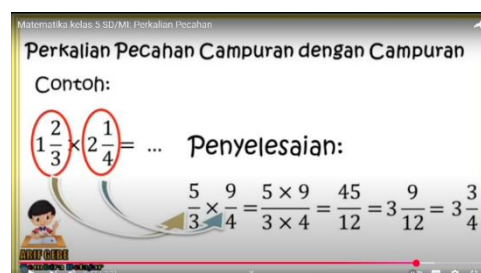 Matematika kelas 5 SD/MI: Perkalian Pecahan
Perkalian Pecahan Campuran dengan Campuran
Contoh:
1 2/3 × 2 1/4 = ... Penyelesaian:
5/3 × 9/4 = 5 × 9 / 3 × 4 = 45/12 = 3 9/12 = 3 3/4
ARIF GEBE
Gembira Belajar